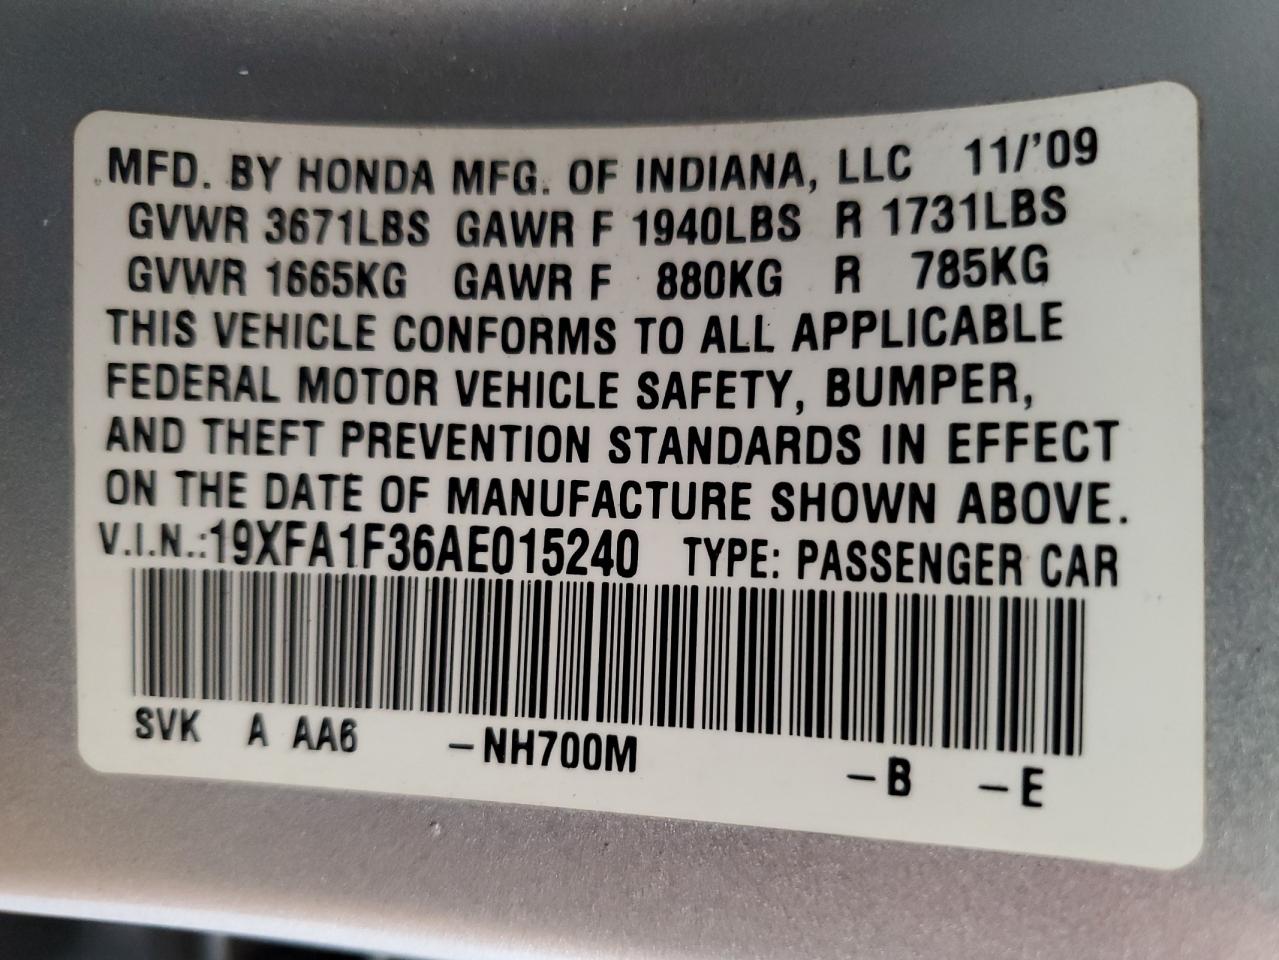 MFD. BY HONDA MFG. OF INDIANA, LLC 11/'09
GVWR 3671LBS GAWR F 1940LBS R 1731LBS
GVWR 1665KG GAWR F 880KG R 785KG
THIS VEHICLE CONFORMS TO ALL APPLICABLE
FEDERAL MOTOR VEHICLE SAFETY, BUMPER,
AND THEFT PREVENTION STANDARDS IN EFFECT
ON THE DATE OF MANUFACTURE SHOWN ABOVE.
V.I.N.:19XFA1F36AE015240 TYPE: PASSENGER CAR
SVK A AA6 -NH700M -B -E